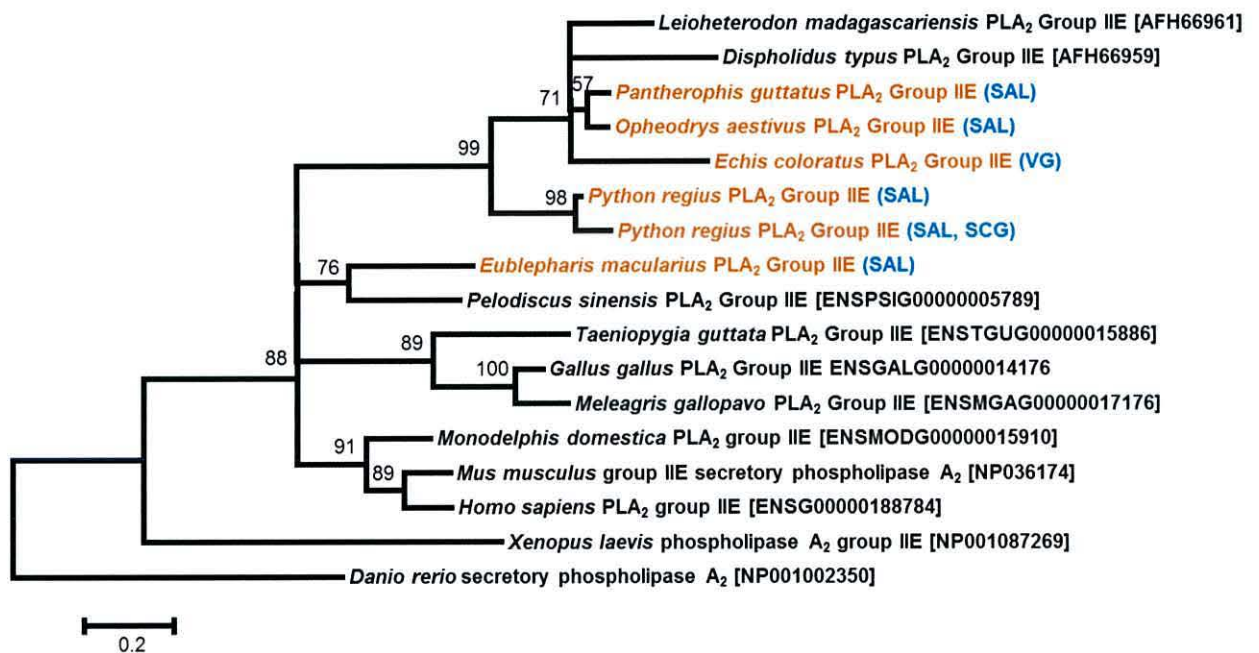 Leioheterodon madagascariensis PLA₂ Group IIE [AFH66961]
Dispholidus typus PLA₂ Group IIE [AFH66959]
57
Pantherophis guttatus PLA₂ Group IIE (SAL)
71
Opheodrys aestivus PLA₂ Group IIE (SAL)
99
Echis coloratus PLA₂ Group IIE (VG)
98
Python regius PLA₂ Group IIE (SAL)
Python regius PLA₂ Group IIE (SAL, SCG)
76
Eublepharis macularius PLA₂ Group IIE (SAL)
Pelodiscus sinensis PLA₂ Group IIE [ENSPSIG00000005789]
89
Taeniopygia guttata PLA₂ Group IIE [ENSTGUG00000015886]
88
100
Gallus gallus PLA₂ Group IIE ENSGALG00000014176
Meleagris gallopavo PLA₂ Group IIE [ENSMGAG00000017176]
91
Monodelphis domestica PLA₂ group IIE [ENSMODG00000015910]
89
Mus musculus group IIE secretory phospholipase A₂ [NP036174]
Homo sapiens PLA₂ group IIE [ENSG00000188784]
Xenopus laevis phospholipase A₂ group IIE [NP001087269]
Danio rerio secretory phospholipase A₂ [NP001002350]
0.2